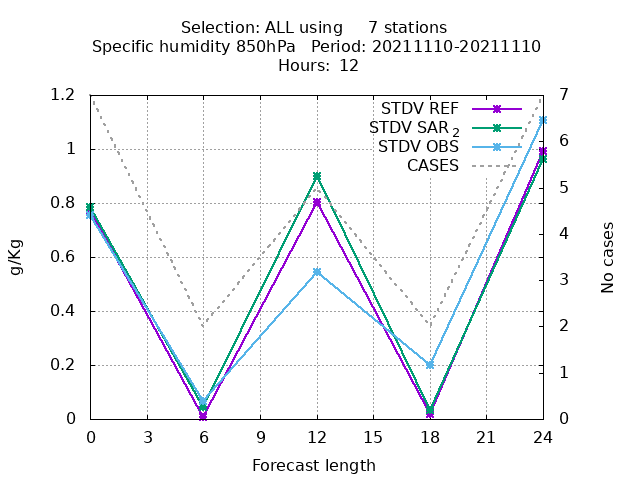 Selection: ALL using     7 stations
Specific humidity 850hPa   Period: 20211110-20211110
Hours:  12
STDV REF
STDV SAR2
STDV OBS
CASES
1.2
1
0.8
0.6
0.4
0.2
0
g/Kg
7
6
5
4
3
2
1
0
No cases
0 3 6 9 12 15 18 21 24
Forecast length